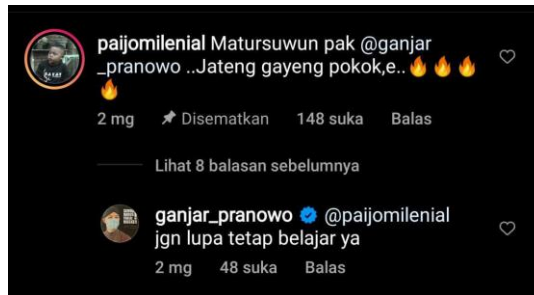 paijomilenial Matursuwun pak @ganjar
_pranowo ..Jateng gayeng pokok,e..🔥🔥🔥
🔥
2 mg Disematkan 148 suka Balas
Lihat 8 balasan sebelumnya
ganjar_pranowo @paijomilenial
jgn lupa tetap belajar ya
2 mg 48 suka Balas